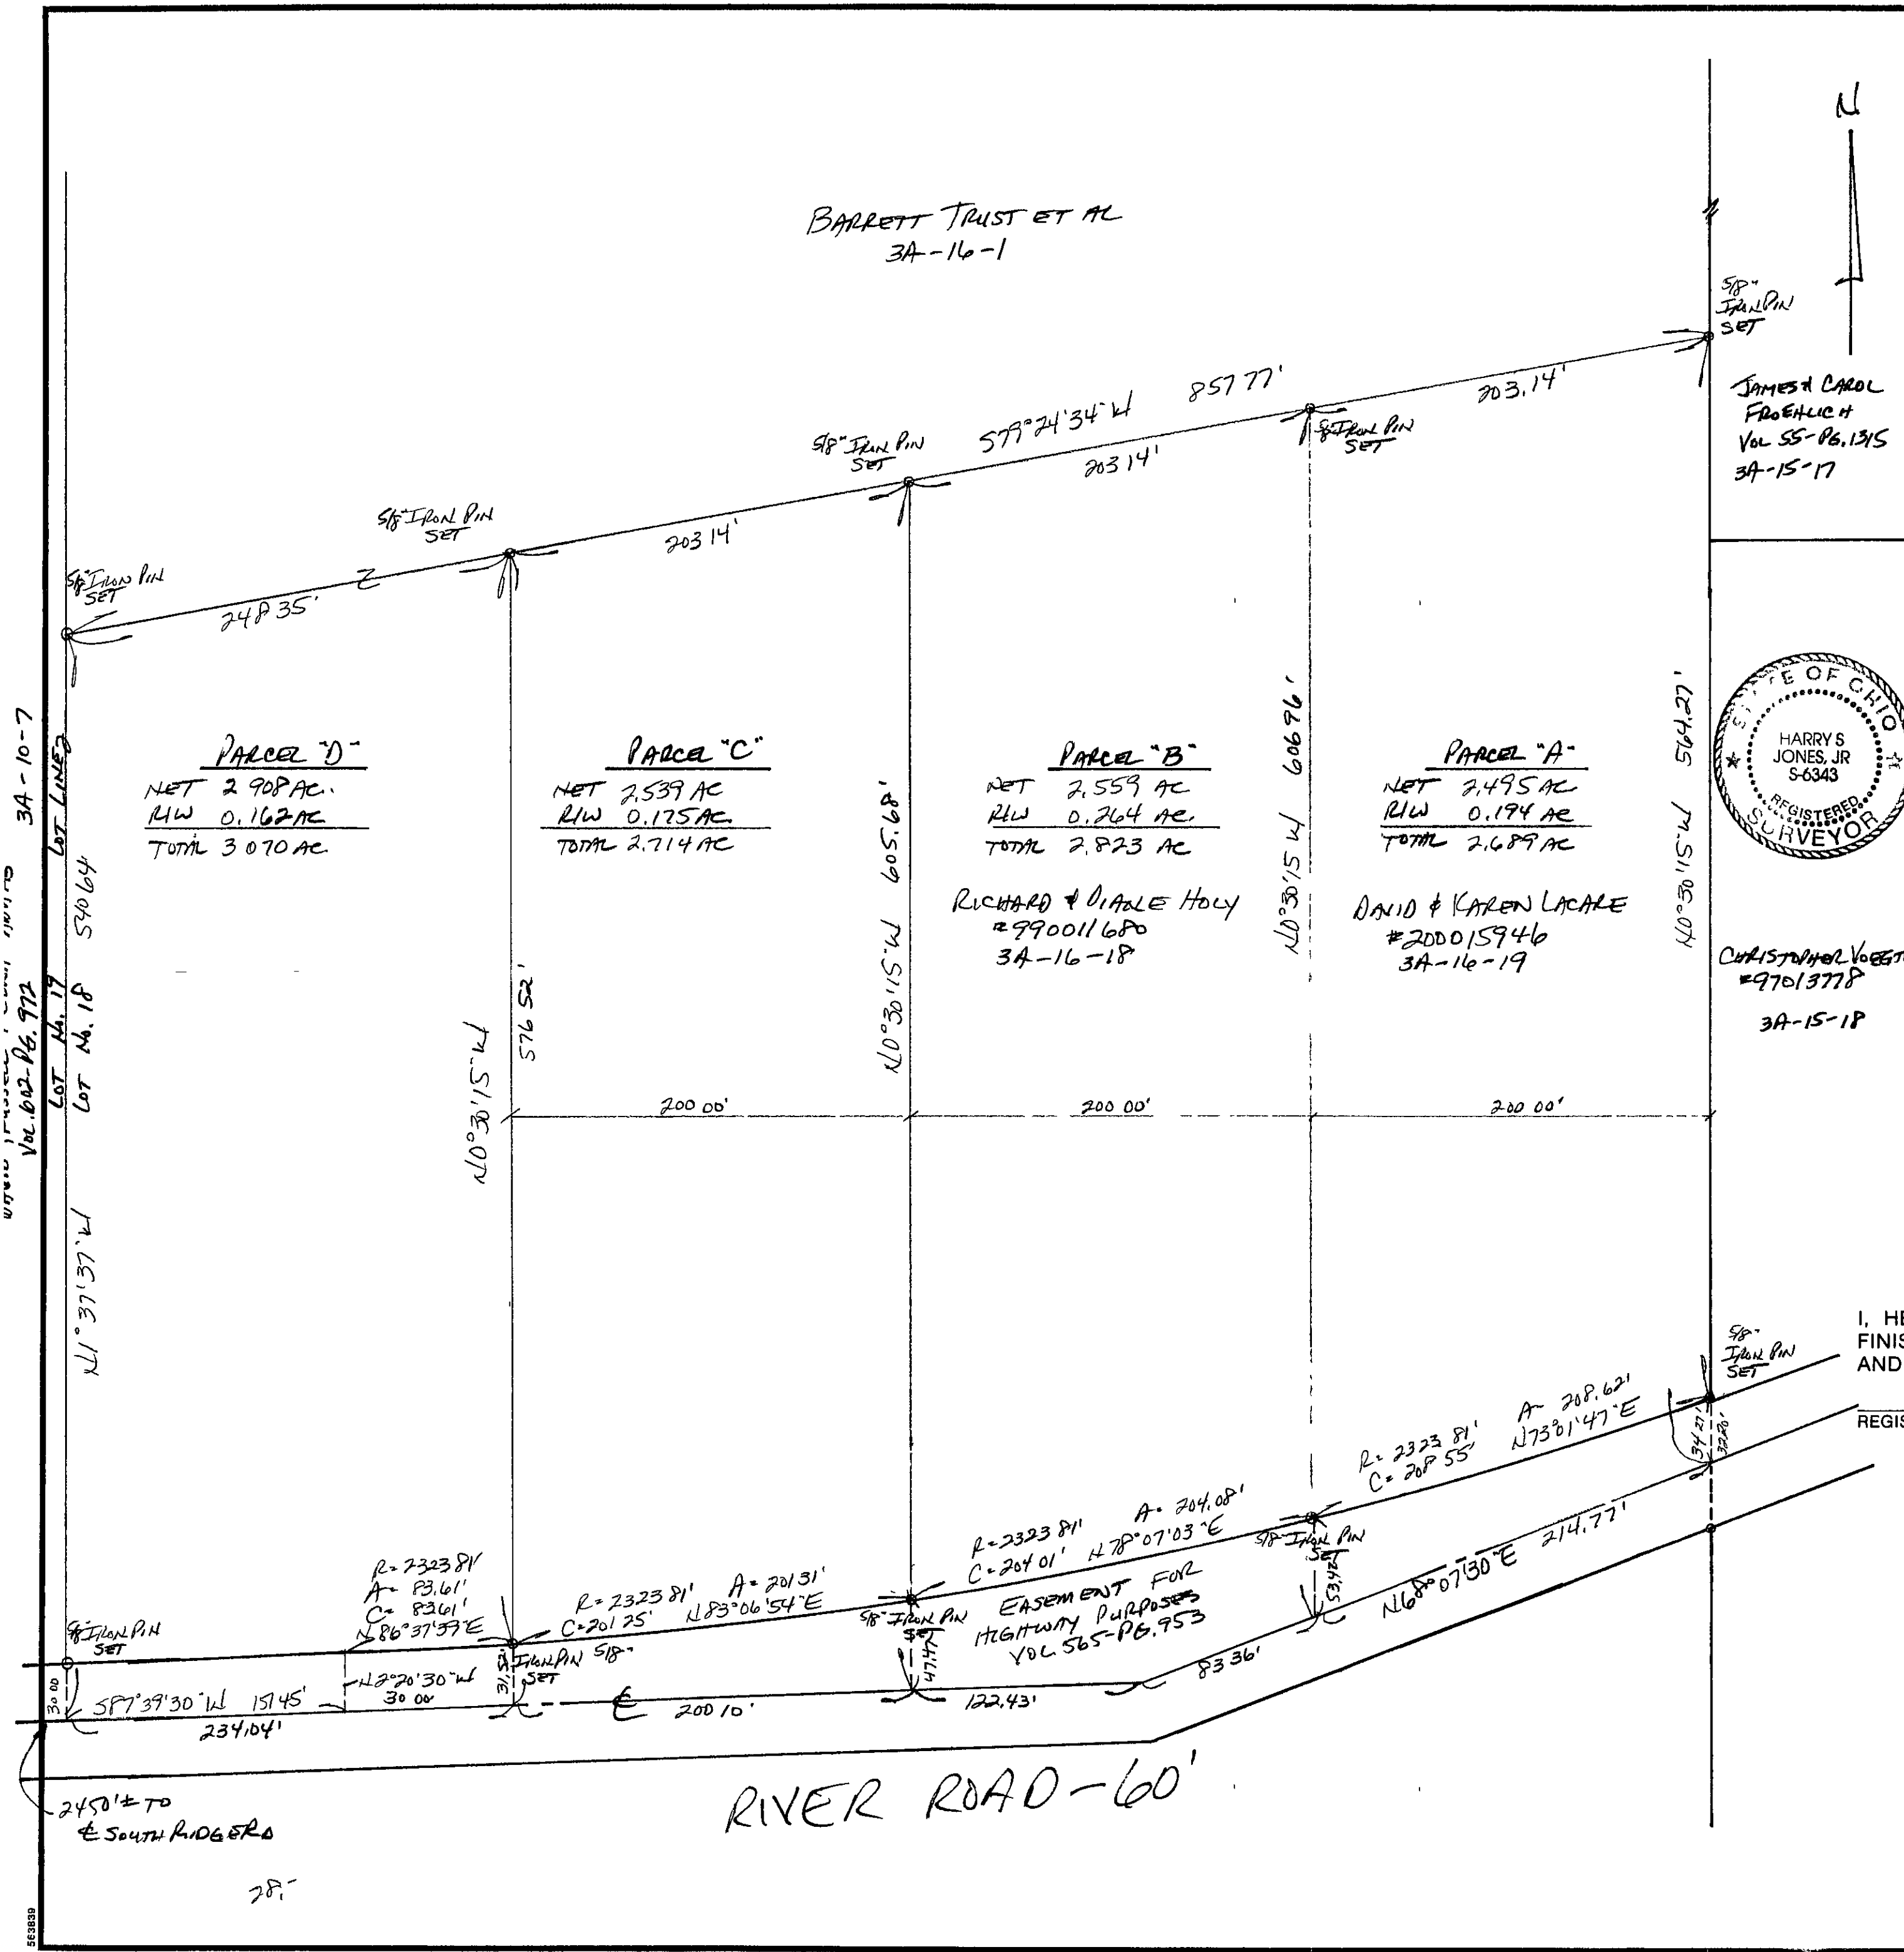 N
BARRETT TRUST ET AL
3A-16-1
5/8"
IRON PIN
SET
JAMES & CAROL
FROEHLICH
VOL 55-PG.1315
3A-15-17
S79°24'34"W 857 77'
203.14'
5/8" IRON PIN
SET
203 14'
5/8" IRON PIN
SET
203 14'
5/8" IRON PIN
SET
248 35'
5/8" IRON PIN
SET
3A-10-7
VOL.602-PG.972
LOT LINE
LOT No. 19
LOT No. 18
540 64
N1°37'37"W
PARCEL "D"
NET 2 908 AC.
R/W 0.162 AC
TOTAL 3 070 AC
PARCEL "C"
NET 2,539 AC
R/W 0.175 AC.
TOTAL 2.714 AC
PARCEL "B"
NET 2,559 AC
R/W 0.264 AC.
TOTAL 2.823 AC
RICHARD & DIANE HOLY
#990011680
3A-16-18
PARCEL "A"
NET 2,495 AC
R/W 0.194 AC
TOTAL 2,689 AC
DAVID & KAREN LACARE
#200015946
3A-16-19
N0°30'15"W 576 52'
N0°30'15"W 605.68'
N0°30'15"W 606 96'
N0°30'15"W 564.27'
STATE OF OHIO
HARRY S
JONES, JR
S-6343
REGISTERED
SURVEYOR
CHRISTOPHER
#97013778
3A-15-18
200 00'
200 00'
200 00'
I, HE
FINIS
AND
REGIS
5/8"
IRON PIN
SET
34 27'
32.20'
R= 2323 81' A= 208.62'
C= 208 55' N73°01'47"E
R= 2323 81' A= 204.08'
C= 204 01' N78°07'03"E
5/8" IRON PIN
SET
53.42'
N68°07'30"E 214.77'
EASEMENT FOR
HIGHWAY PURPOSES
VOL 565-PG.953
83 36'
R= 2323 81' A= 201 31'
C= 201 25' N83°06'54"E
5/8" IRON PIN
SET
47.47'
122.43'
R= 2323 81'
A= 83.61'
C= 83 61'
N86°37'37"E
IRON PIN 5/8"
SET
31.52'
5/8" IRON PIN
SET
30 00
N2°20'30"W
30 00
S87°39'30"W 151 45'
234.04'
200 10'
RIVER ROAD-60'
2450'± TO
℄ SOUTH RIDGE RD
28,-
563839